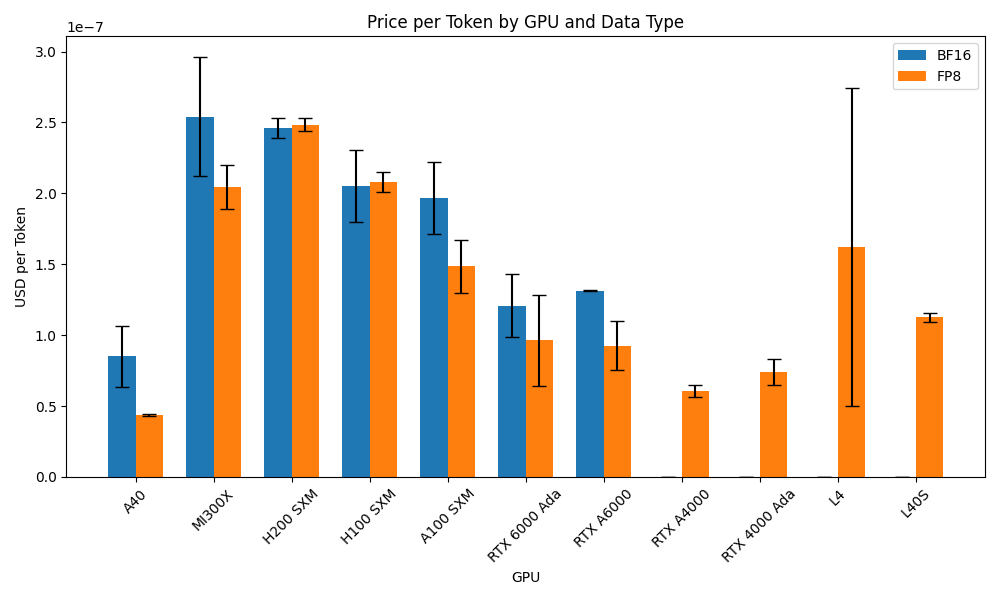 Price per Token by GPU and Data Type
1e−7
BF16
FP8
3.0
2.5
2.0
1.5
1.0
0.5
0.0
USD per Token
A40
MI300X
H200 SXM
H100 SXM
A100 SXM
RTX 6000 Ada
RTX A6000
RTX A4000
RTX 4000 Ada
L4
L40S
GPU